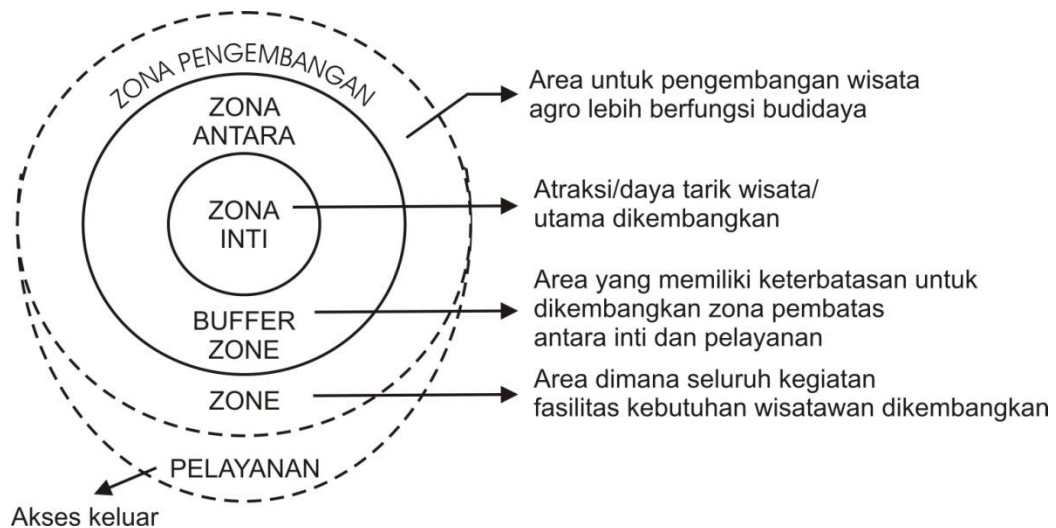 ZONA PENGEMBANGAN
ZONA
ANTARA
ZONA
INTI
BUFFER
ZONE
ZONE
PELAYANAN
Akses keluar
Area untuk pengembangan wisata
agro lebih berfungsi budidaya
Atraksi/daya tarik wisata/
utama dikembangkan
Area yang memiliki keterbatasan untuk
dikembangkan zona pembatas
antara inti dan pelayanan
Area dimana seluruh kegiatan
fasilitas kebutuhan wisatawan dikembangkan